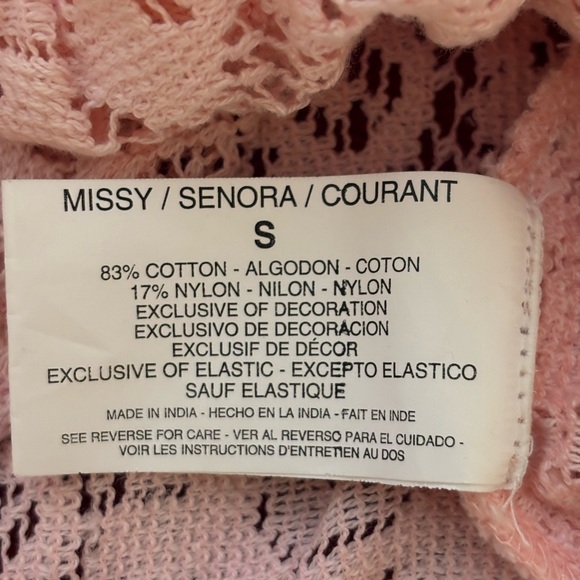 MISSY / SENORA / COURANT
S
83% COTTON - ALGODON - COTON
17% NYLON - NILON - NYLON
EXCLUSIVE OF DECORATION
EXCLUSIVO DE DECORACION
EXCLUSIF DE DÉCOR
EXCLUSIVE OF ELASTIC - EXCEPTO ELASTICO
SAUF ELASTIQUE
MADE IN INDIA - HECHO EN LA INDIA - FAIT EN INDE
SEE REVERSE FOR CARE - VER AL REVERSO PARA EL CUIDADO -
VOIR LES INSTRUCTIONS D'ENTRETIEN AU DOS